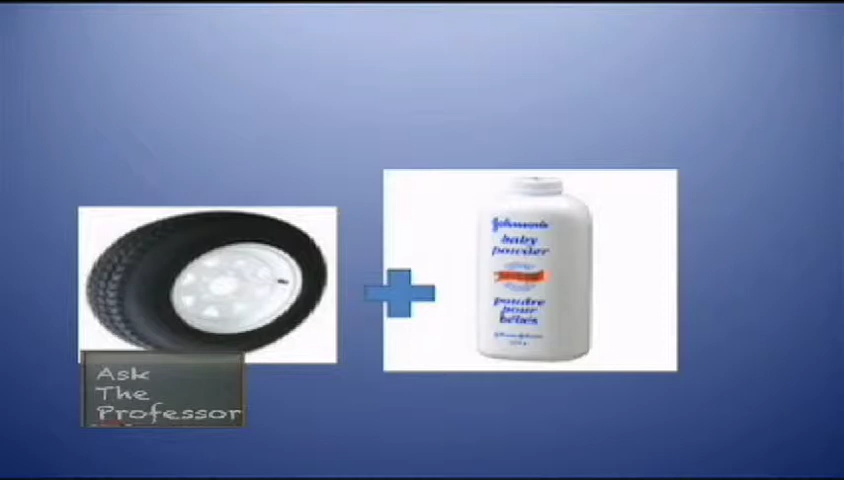 Johnson's
baby
powder
poudre
pour
bébés
Ask
The
Professor